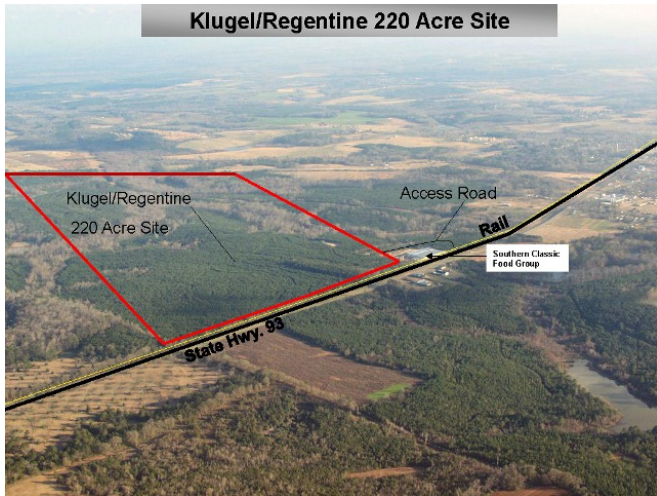 Klugel/Regentine 220 Acre Site
Klugel/Regentine
220 Acre Site
Access Road
Rail
Southern Classic
Food Group
State Hwy. 93